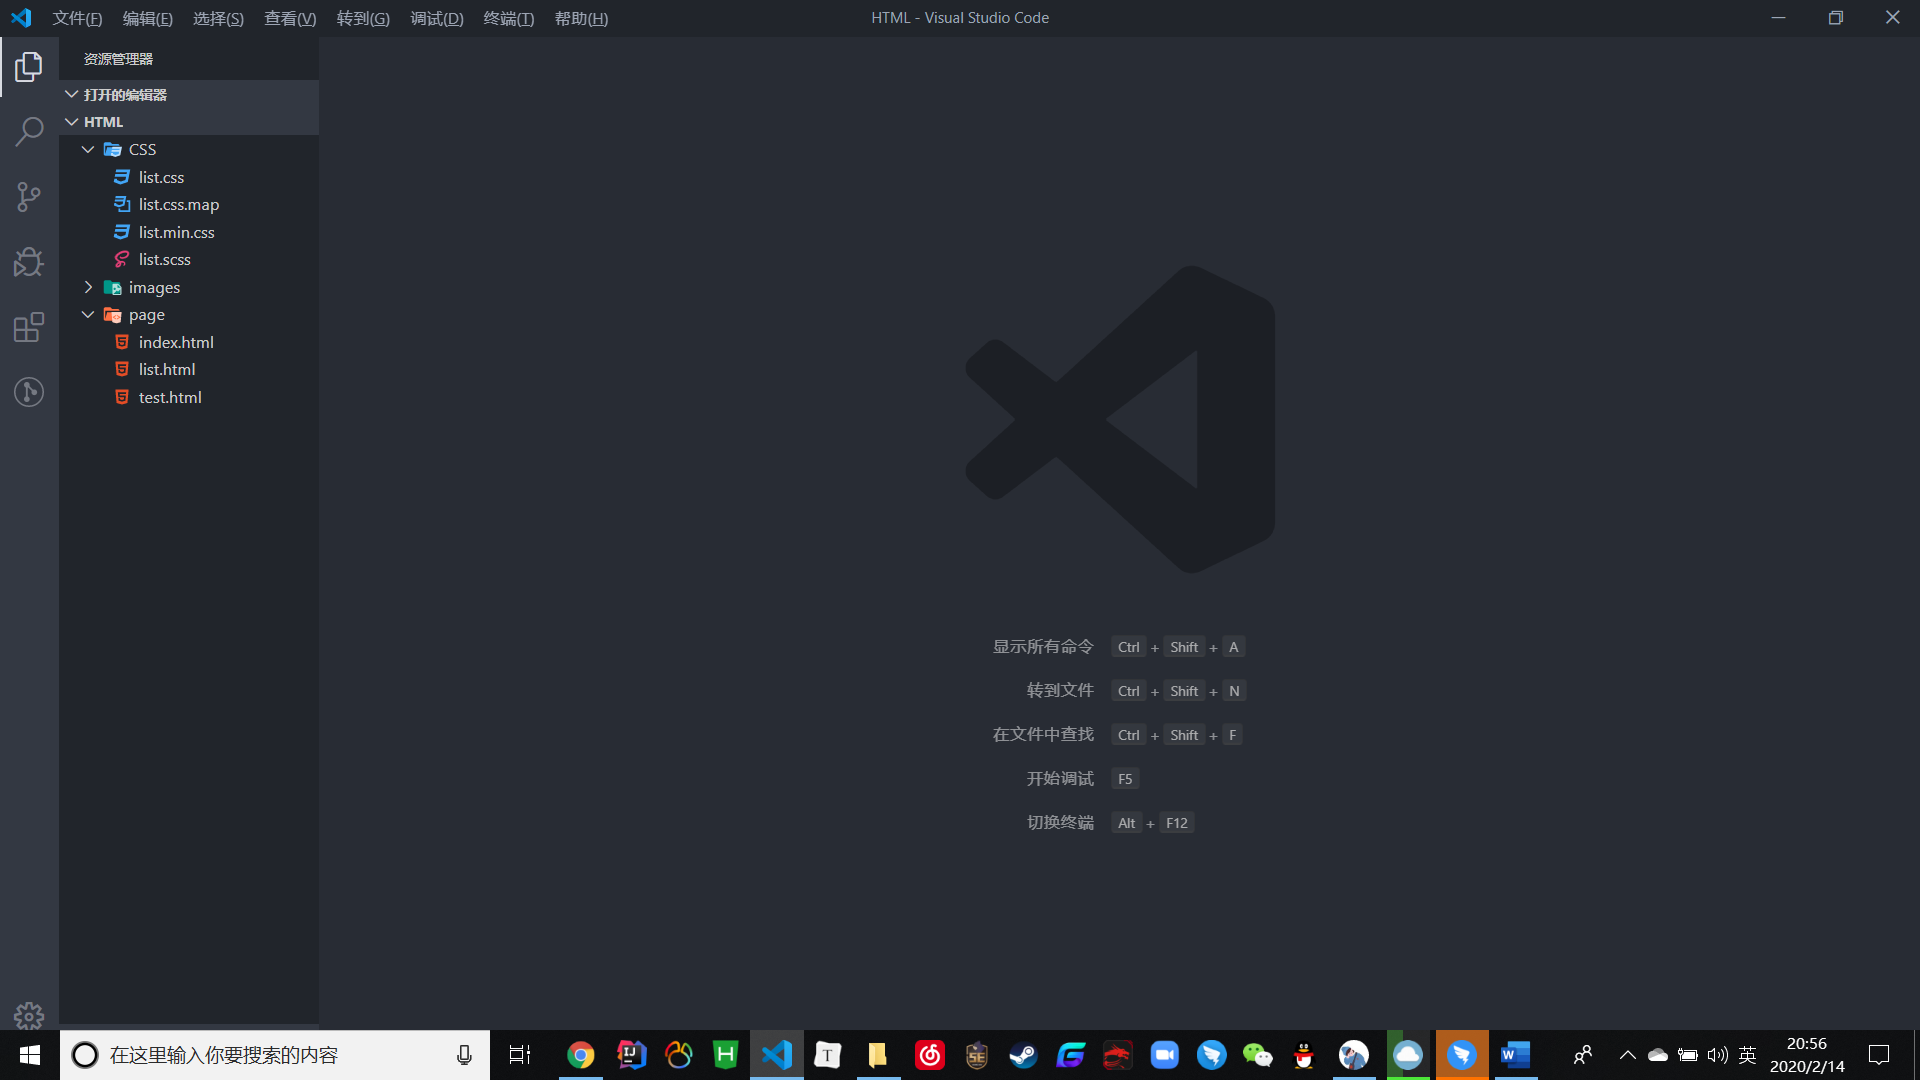 文件(F) 编辑(E) 选择(S) 查看(V) 转到(G) 调试(D) 终端(T) 帮助(H) HTML - Visual Studio Code
资源管理器
打开的编辑器
HTML
CSS
list.css
list.css.map
list.min.css
list.scss
images
page
index.html
list.html
test.html
显示所有命令 Ctrl + Shift + A
转到文件 Ctrl + Shift + N
在文件中查找 Ctrl + Shift + F
开始调试 F5
切换终端 Alt + F12
在这里输入你要搜索的内容
IJ
H
T
SE
W
英
20:56
2020/2/14